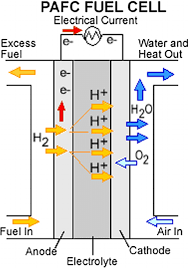 PAFC FUEL CELL
Electrical Current
e- e-
Excess Fuel
Water and Heat Out
e-
e-
H+
H2O
H2
H+
H+
O2
H+
Fuel In
Air In
Anode
Cathode
Electrolyte